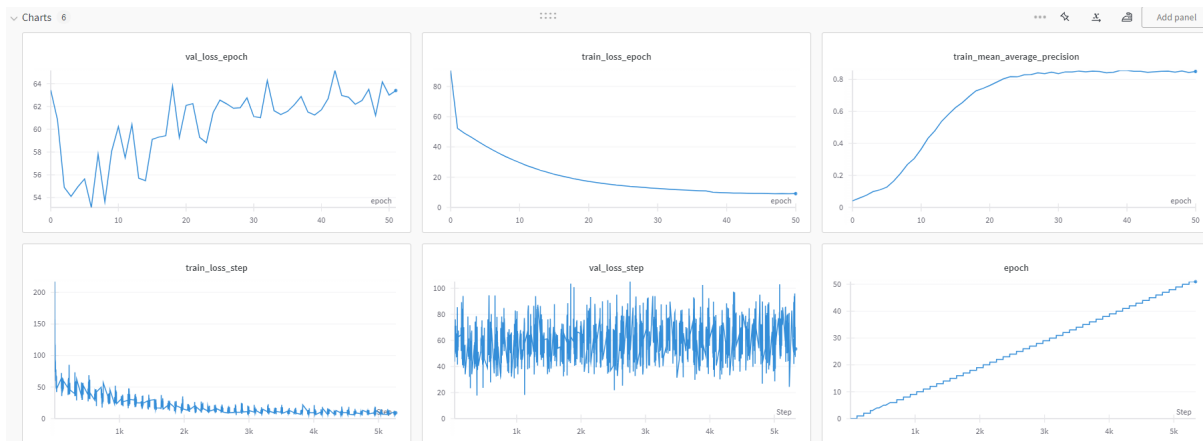 Charts 6
Add panel
val_loss_epoch
64
62
60
58
56
54
0 10 20 30 40 50
epoch
train_loss_epoch
80
60
40
20
0
0 10 20 30 40 50
epoch
train_mean_average_precision
0.8
0.6
0.4
0.2
0
0 10 20 30 40 50
epoch
train_loss_step
200
150
100
50
0
1k 2k 3k 4k 5k
Step
val_loss_step
100
80
60
40
20
0
1k 2k 3k 4k 5k
Step
epoch
50
40
30
20
10
0
1k 2k 3k 4k 5k
Step